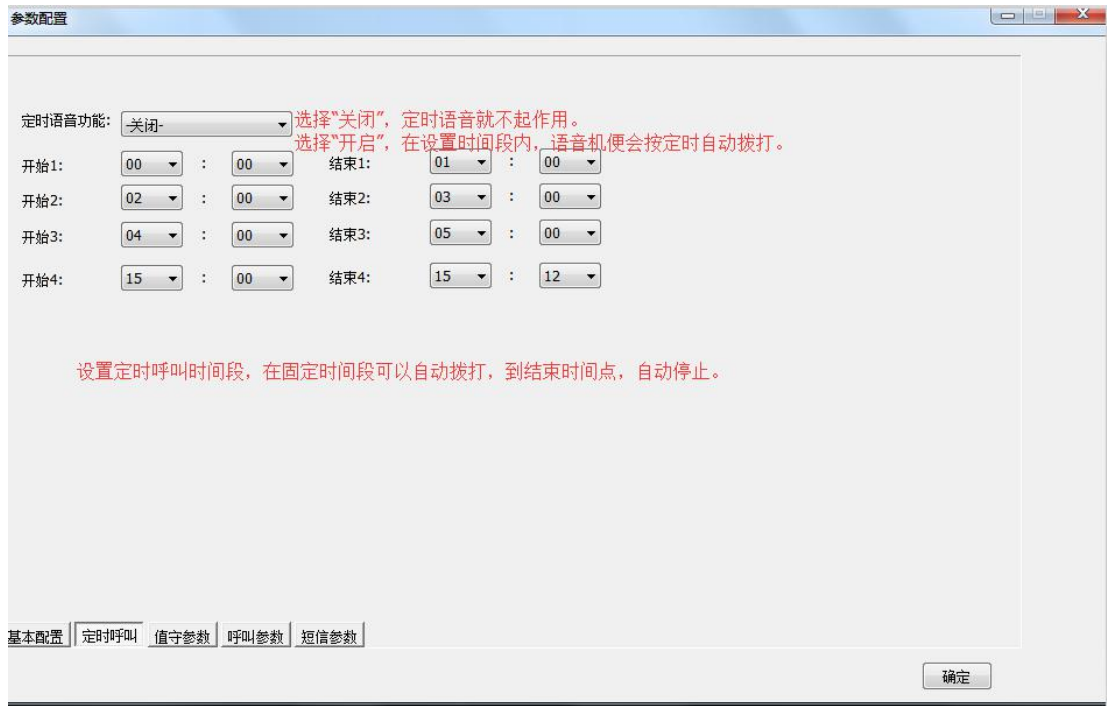 参数配置
定时语音功能: -关闭- 选择"关闭", 定时语音就不起作用。
选择"开启", 在设置时间段内, 语音机便会按定时自动拨打。
开始1: 00 : 00 结束1: 01 : 00
开始2: 02 : 00 结束2: 03 : 00
开始3: 04 : 00 结束3: 05 : 00
开始4: 15 : 00 结束4: 15 : 12
设置定时呼叫时间段, 在固定时间段可以自动拨打, 到结束时间点, 自动停止。
基本配置 定时呼叫 值守参数 呼叫参数 短信参数
确定